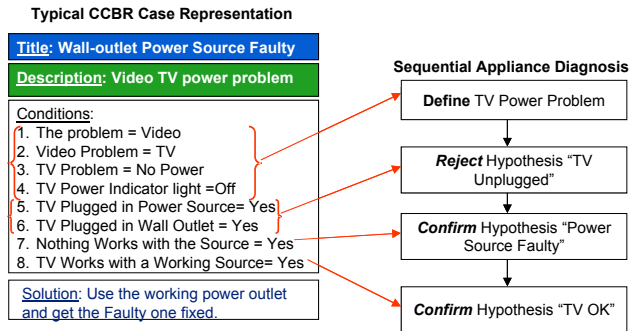 Typical CCBR Case Representation
Title: Wall-outlet Power Source Faulty
Description: Video TV power problem
Conditions:
1. The problem = Video
2. Video Problem = TV
3. TV Problem = No Power
4. TV Power Indicator light =Off
5. TV Plugged in Power Source= Yes
6. TV Plugged in Wall Outlet = Yes
7. Nothing Works with the Source = Yes
8. TV Works with a Working Source= Yes
Solution: Use the working power outlet
and get the Faulty one fixed.
Sequential Appliance Diagnosis
Define TV Power Problem
Reject Hypothesis “TV
Unplugged”
Confirm Hypothesis “Power
Source Faulty”
Confirm Hypothesis “TV OK”